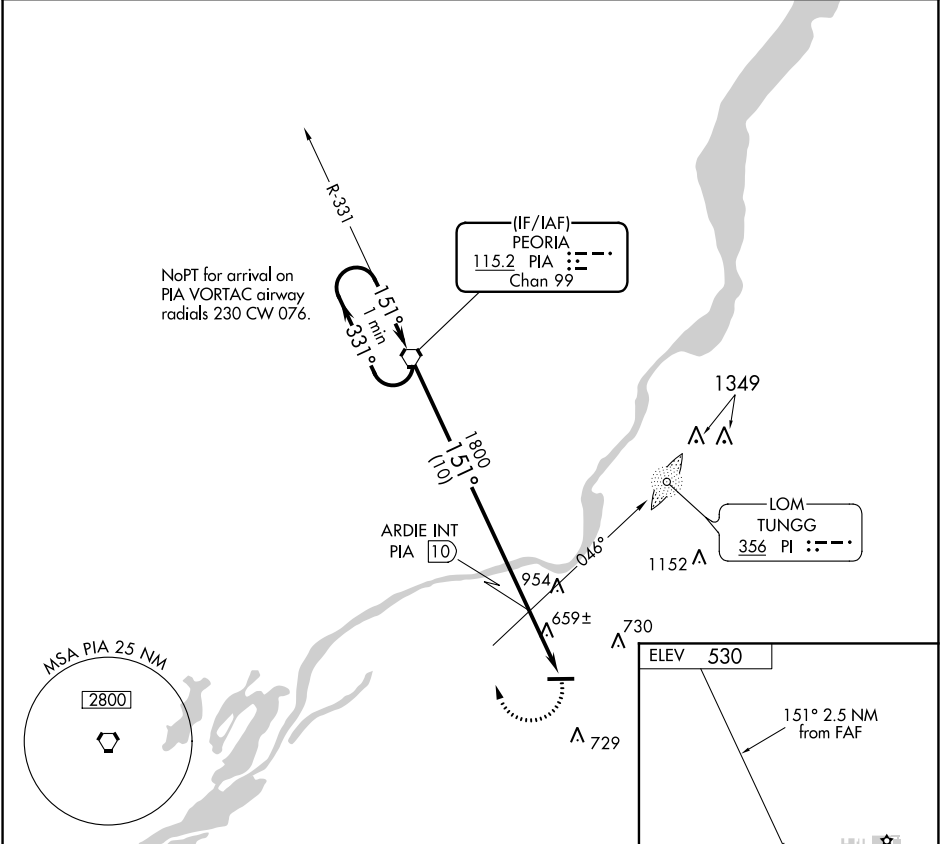 R-331
(IF/IAF)
PEORIA
115.2 PIA
Chan 99
NoPT for arrival on
PIA VORTAC airway
radials 230 CW 076.
151°
1 min
331°
1349
1800
151°
(10)
LOM
TUNGG
356 PI
ARDIE INT
PIA 10
046°
1152
954
659±
730
MSA PIA 25 NM
2800
ELEV 530
151° 2.5 NM
from FAF
729